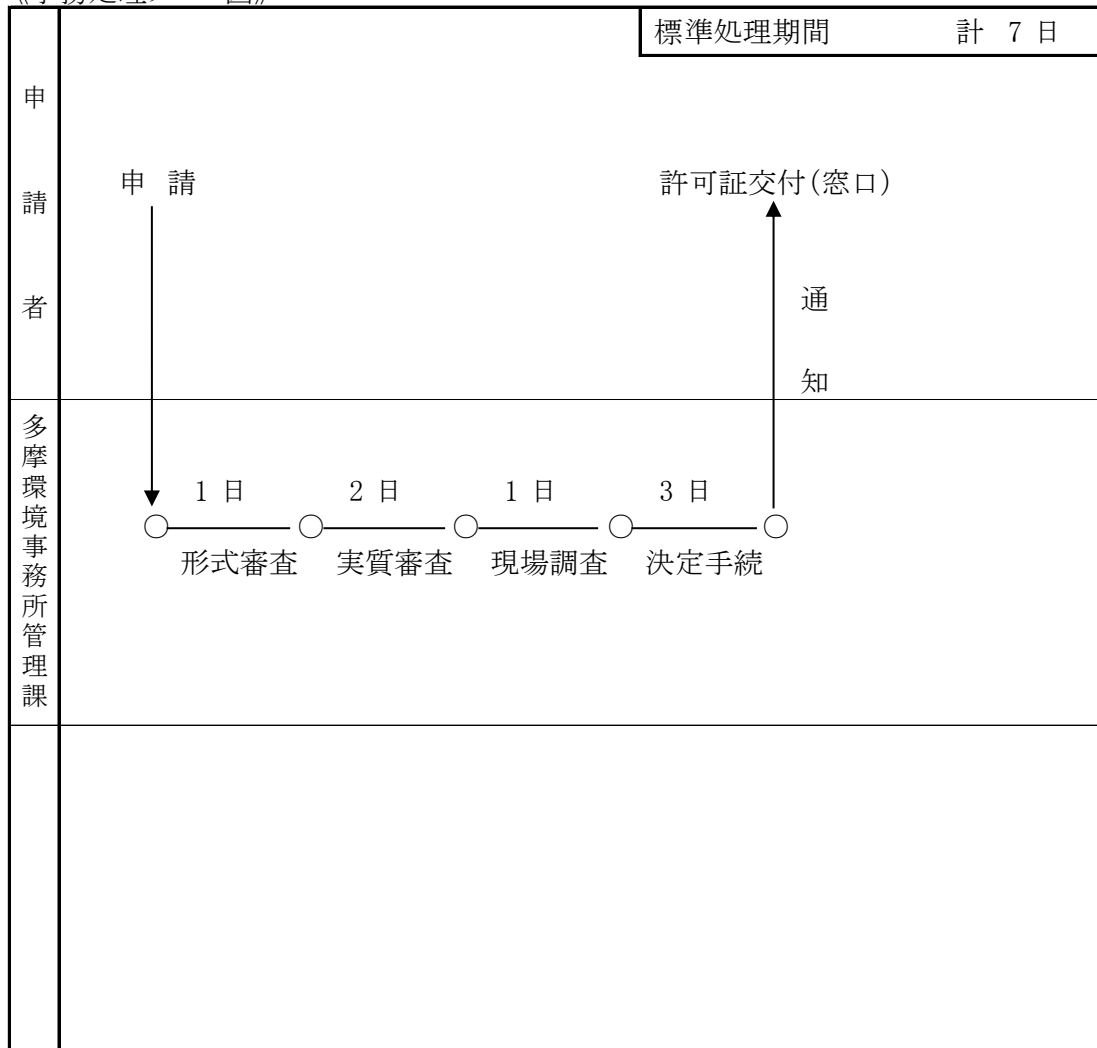 標準処理期間 計 7 日
申請者
申 請
許可証交付(窓口)
通知
多摩環境事務所管理課
1 日 2 日 1 日 3 日
形式審査 実質審査 現場調査 決定手続